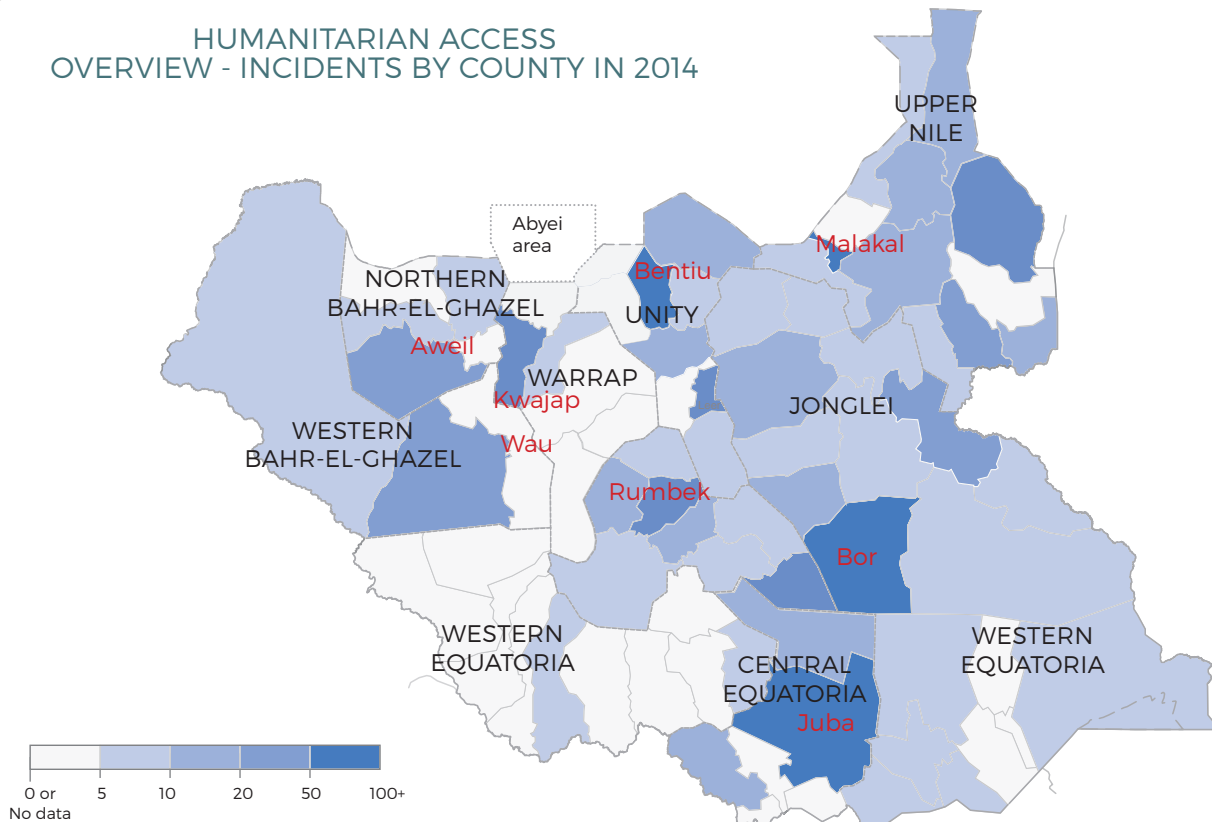 HUMANITARIAN ACCESS
OVERVIEW - INCIDENTS BY COUNTY IN 2014
UPPER
NILE
Abyei
area
Malakal
NORTHERN
BAHR-EL-GHAZEL
Bentiu
UNITY
Aweil
WARRAP
Kwajap
JONGLEI
WESTERN
BAHR-EL-GHAZEL
Wau
Rumbek
Bor
WESTERN
EQUATORIA
CENTRAL
EQUATORIA
WESTERN
EQUATORIA
Juba
0 or
No data
5
10
20
50
100+